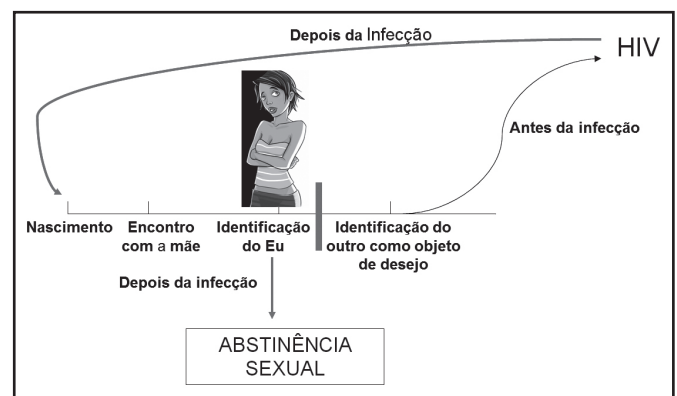 Depois da Infecção
HIV
Antes da infecção
Nascimento
Encontro
com a mãe
Identificação
do Eu
Identificação do
outro como objeto
de desejo
Depois da infecção
ABSTINÊNCIA
SEXUAL